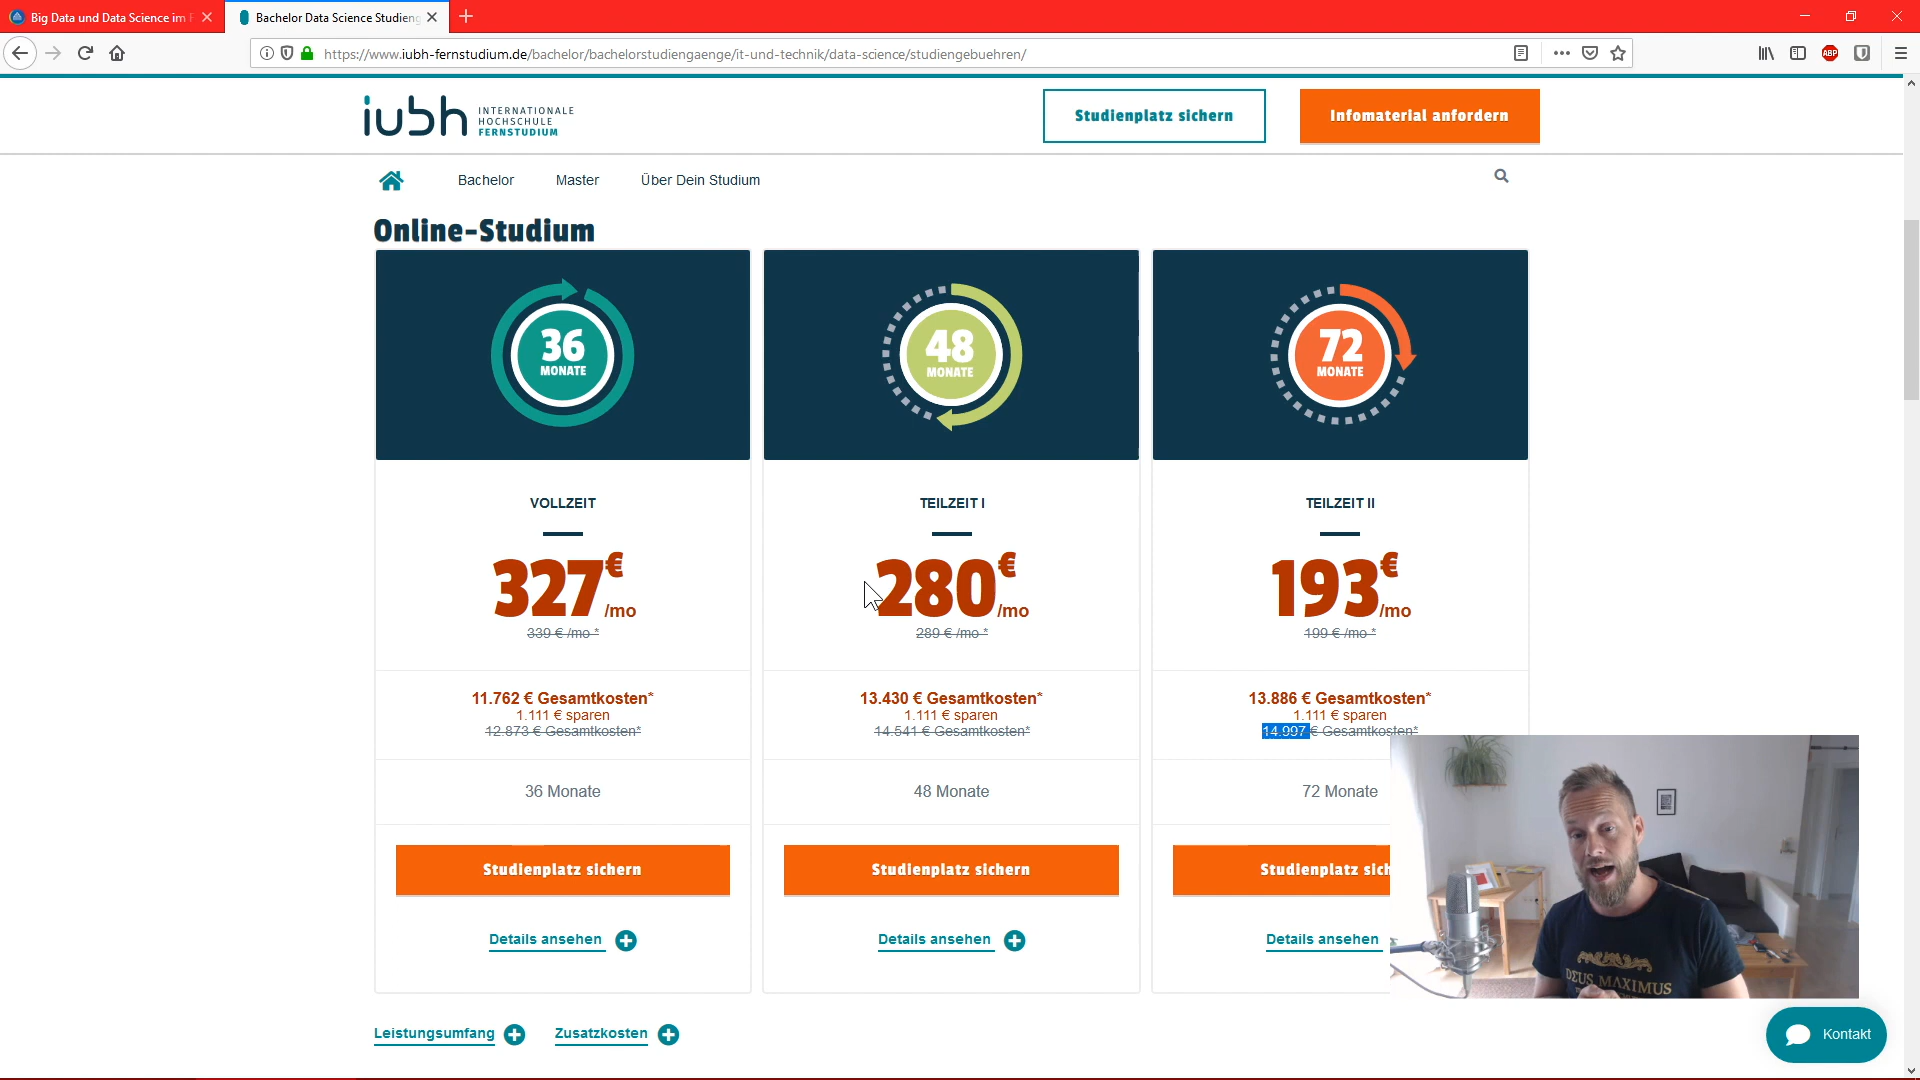 Big Data und Data Science im F
Bachelor Data Science Studieng
https://www.iubh-fernstudium.de/bachelor/bachelorstudiengaenge/it-und-technik/data-science/studiengebuehren/
ABP
iubh INTERNATIONALE
HOCHSCHULE
FERNSTUDIUM
Studienplatz sichern
Infomaterial anfordern
Bachelor
Master
Über Dein Studium
Online-Studium
36
MONATE
48
MONATE
72
MONATE
VOLLZEIT
327€/mo
339 € /mo *
11.762 € Gesamtkosten*
1.111 € sparen
12.873 € Gesamtkosten*
36 Monate
Studienplatz sichern
Details ansehen
TEILZEIT I
280€/mo
289 € /mo *
13.430 € Gesamtkosten*
1.111 € sparen
14.541 € Gesamtkosten*
48 Monate
Studienplatz sichern
Details ansehen
TEILZEIT II
193€/mo
199 € /mo *
13.886 € Gesamtkosten*
1.111 € sparen
14.997 € Gesamtkosten*
72 Monate
Studienplatz sich
Details ansehen
DEUS MAXIMUS
Leistungsumfang
Zusatzkosten
Kontakt